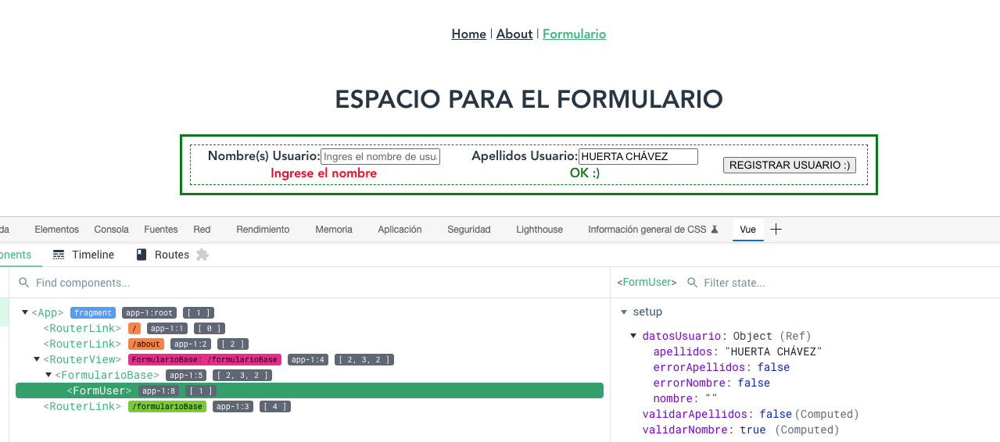 Home | About | Formulario
ESPACIO PARA EL FORMULARIO
Nombre(s) Usuario: Ingres el nombre de usu Apellidos Usuario: HUERTA CHÁVEZ REGISTRAR USUARIO :)
Ingrese el nombre OK :)
da Elementos Consola Fuentes Red Rendimiento Memoria Aplicación Seguridad Lighthouse Información general de CSS Vue
onents Timeline Routes
Find components... <FormUser> Filter state...
<App> fragment app-1:root [ 1 ] setup
<RouterLink> / app-1:1 [ 0 ] datosUsuario: Object (Ref)
<RouterLink> /about app-1:2 [ 2 ] apellidos: "HUERTA CHÁVEZ"
<RouterView> FormularioBase: /formularioBase app-1:4 [ 2, 3, 2 ] errorApellidos: false
<FormularioBase> app-1:5 [ 2, 3, 2 ] errorNombre: false
<FormUser> app-1:8 [ 1 ] nombre: ""
<RouterLink> /formularioBase app-1:3 [ 4 ] validarApellidos: false (Computed)
validarNombre: true (Computed)